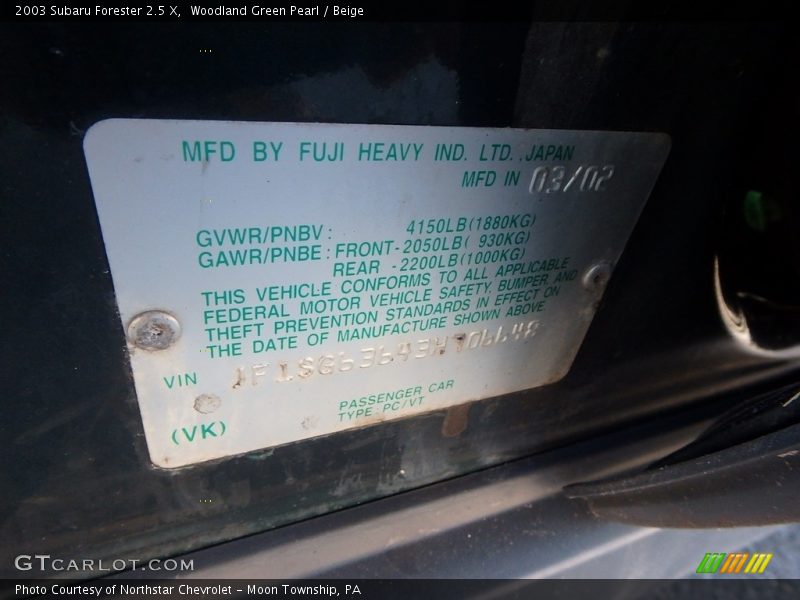 2003 Subaru Forester 2.5 X, Woodland Green Pearl / Beige
MFD BY FUJI HEAVY IND. LTD. JAPAN
MFD IN 03/02
GVWR/PNBV: 4150LB(1880KG)
GAWR/PNBE: FRONT-2050LB( 930KG)
REAR -2200LB(1000KG)
THIS VEHICLE CONFORMS TO ALL APPLICABLE
FEDERAL MOTOR VEHICLE SAFETY, BUMPER, AND
THEFT PREVENTION STANDARDS IN EFFECT ON
THE DATE OF MANUFACTURE SHOWN ABOVE.
VIN
PASSENGER CAR
TYPE: PC/VT
(VK)
GTCARLOT.COM
Photo Courtesy of Northstar Chevrolet - Moon Township, PA